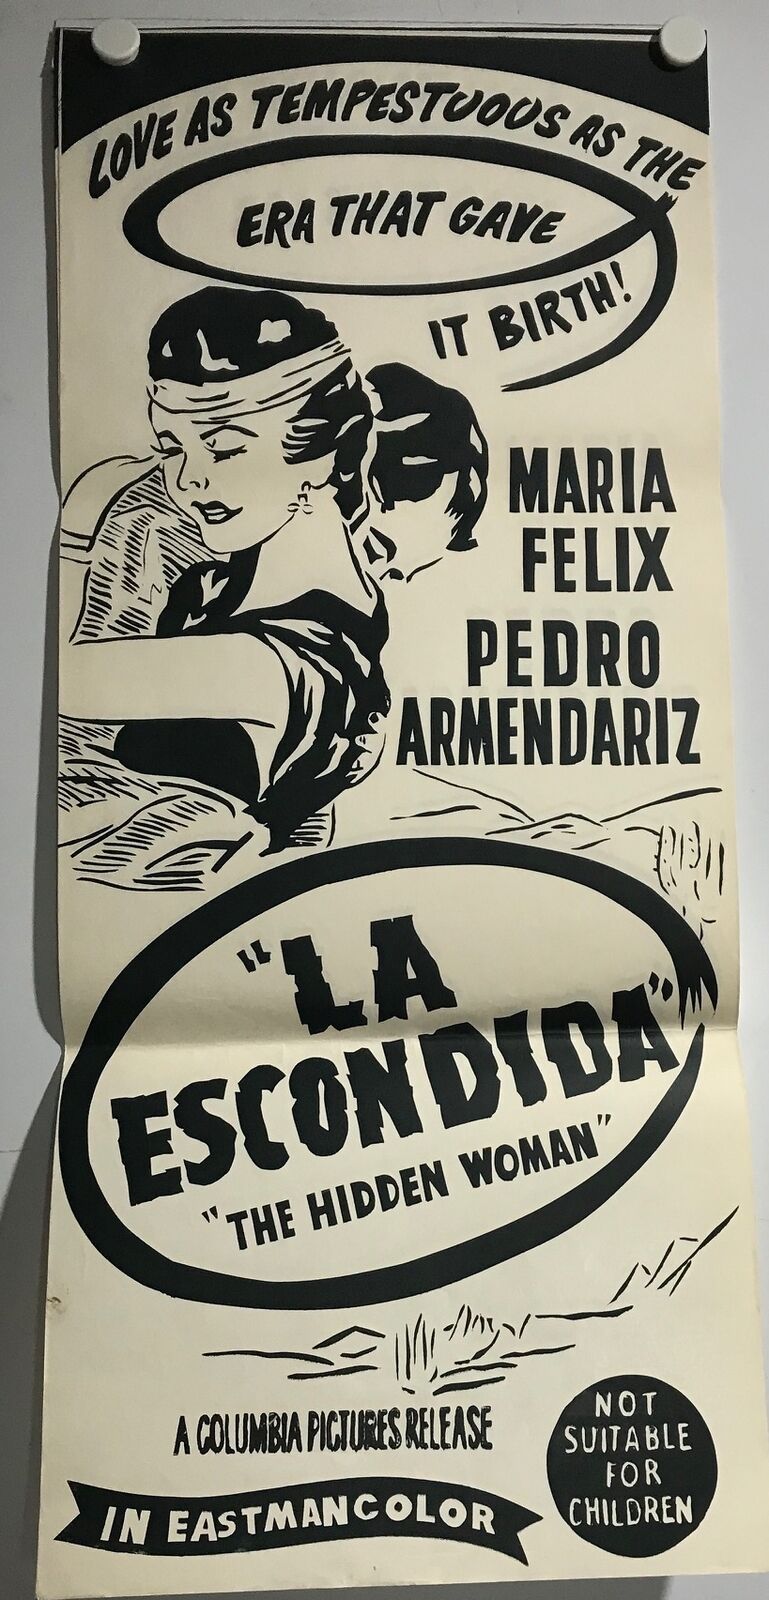 LOVE AS TEMPESTUOUS AS THE
ERA THAT GAVE
IT BIRTH!
MARIA
FELIX
PEDRO
ARMENDARIZ
"LA
ESCONDIDA"
"THE HIDDEN WOMAN"
A COLUMBIA PICTURES RELEASE
IN EASTMANCOLOR
NOT
SUITABLE
FOR
CHILDREN